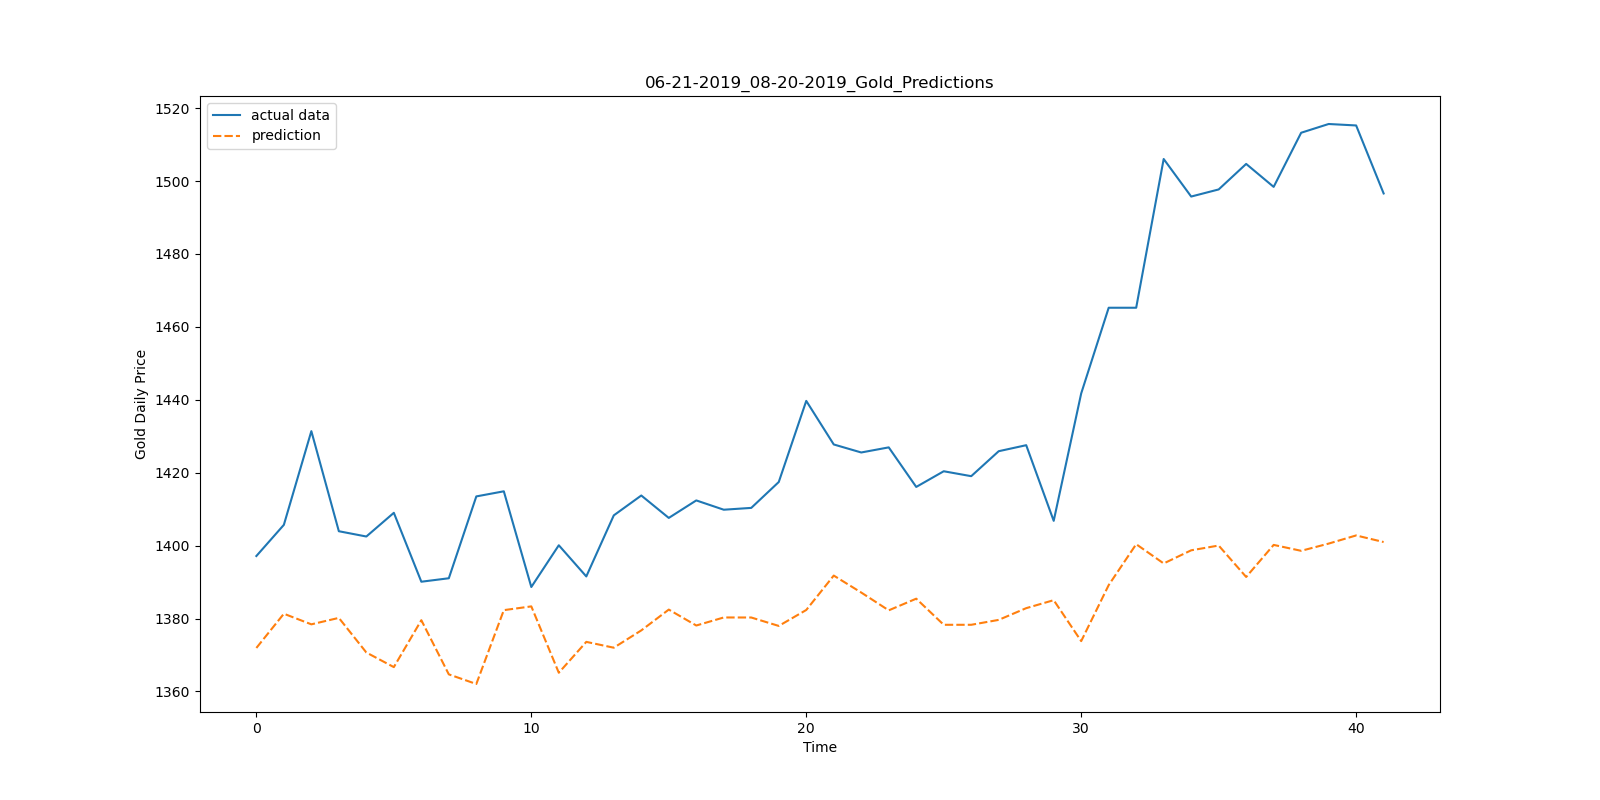 06-21-2019_08-20-2019_Gold_Predictions
actual data
prediction
1520
1500
1480
1460
1440
1420
1400
1380
1360
Gold Daily Price
0 10 20 30 40
Time